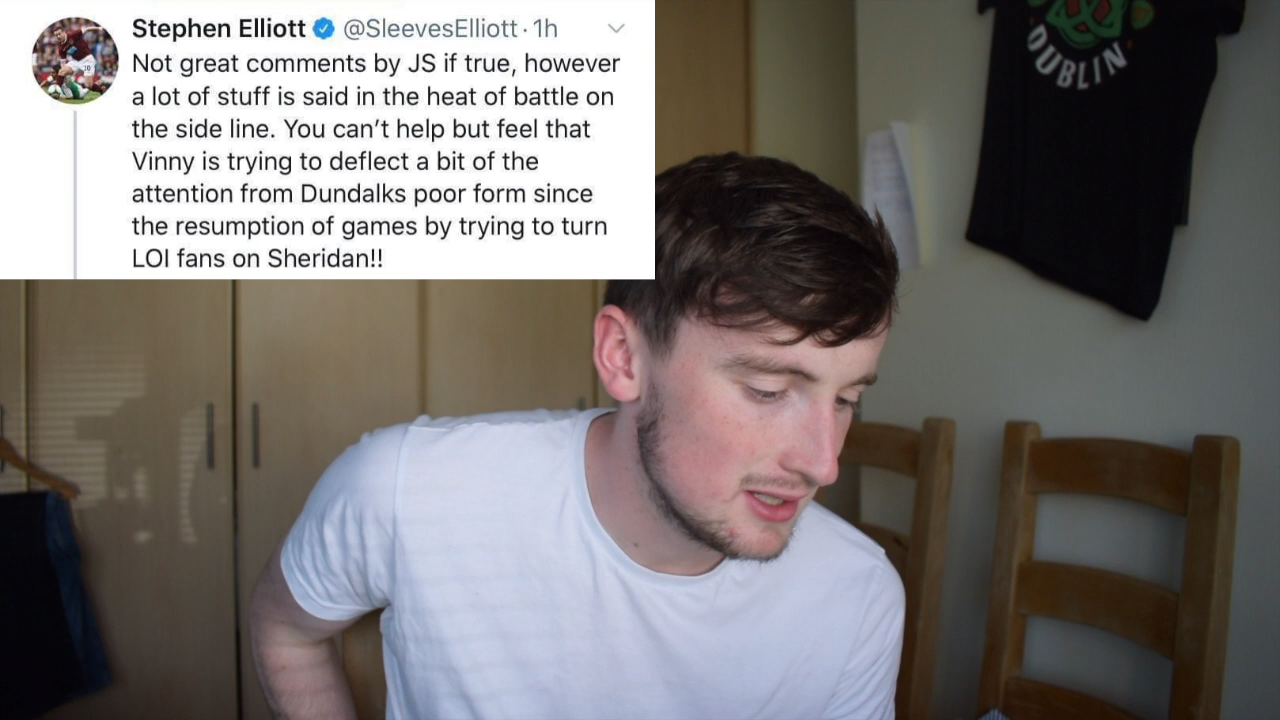 Stephen Elliott @SleevesElliott · 1h
Not great comments by JS if true, however
a lot of stuff is said in the heat of battle on
the side line. You can’t help but feel that
Vinny is trying to deflect a bit of the
attention from Dundalks poor form since
the resumption of games by trying to turn
LOI fans on Sheridan!!
DUBLIN